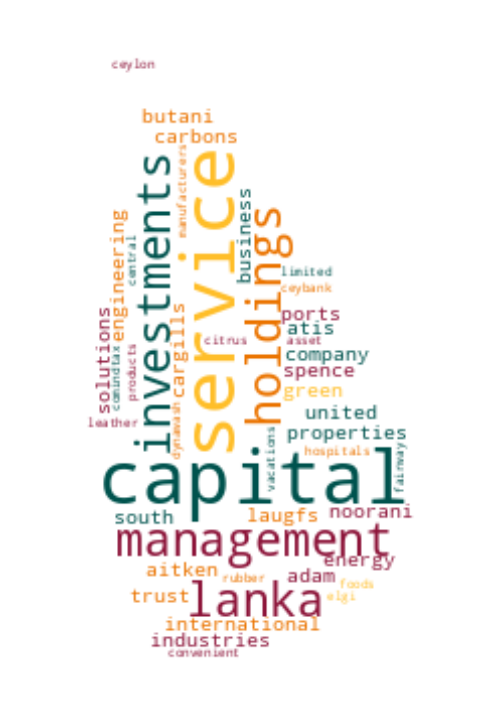 ceylon
butani
carbons
manufacturers
service
investments
business
holdings
engineering
central
limited
ceybank
solutions
comindtax
products
cargills
ports
atis
citrus
asset
company
spence
green
leather
dynawash
united
properties
vacations
hospitals
fairway
capital
south
laugfs
noorani
management
energy
aitken
rubber
adam
foods
trust
lanka
elgi
international
industries
convenient